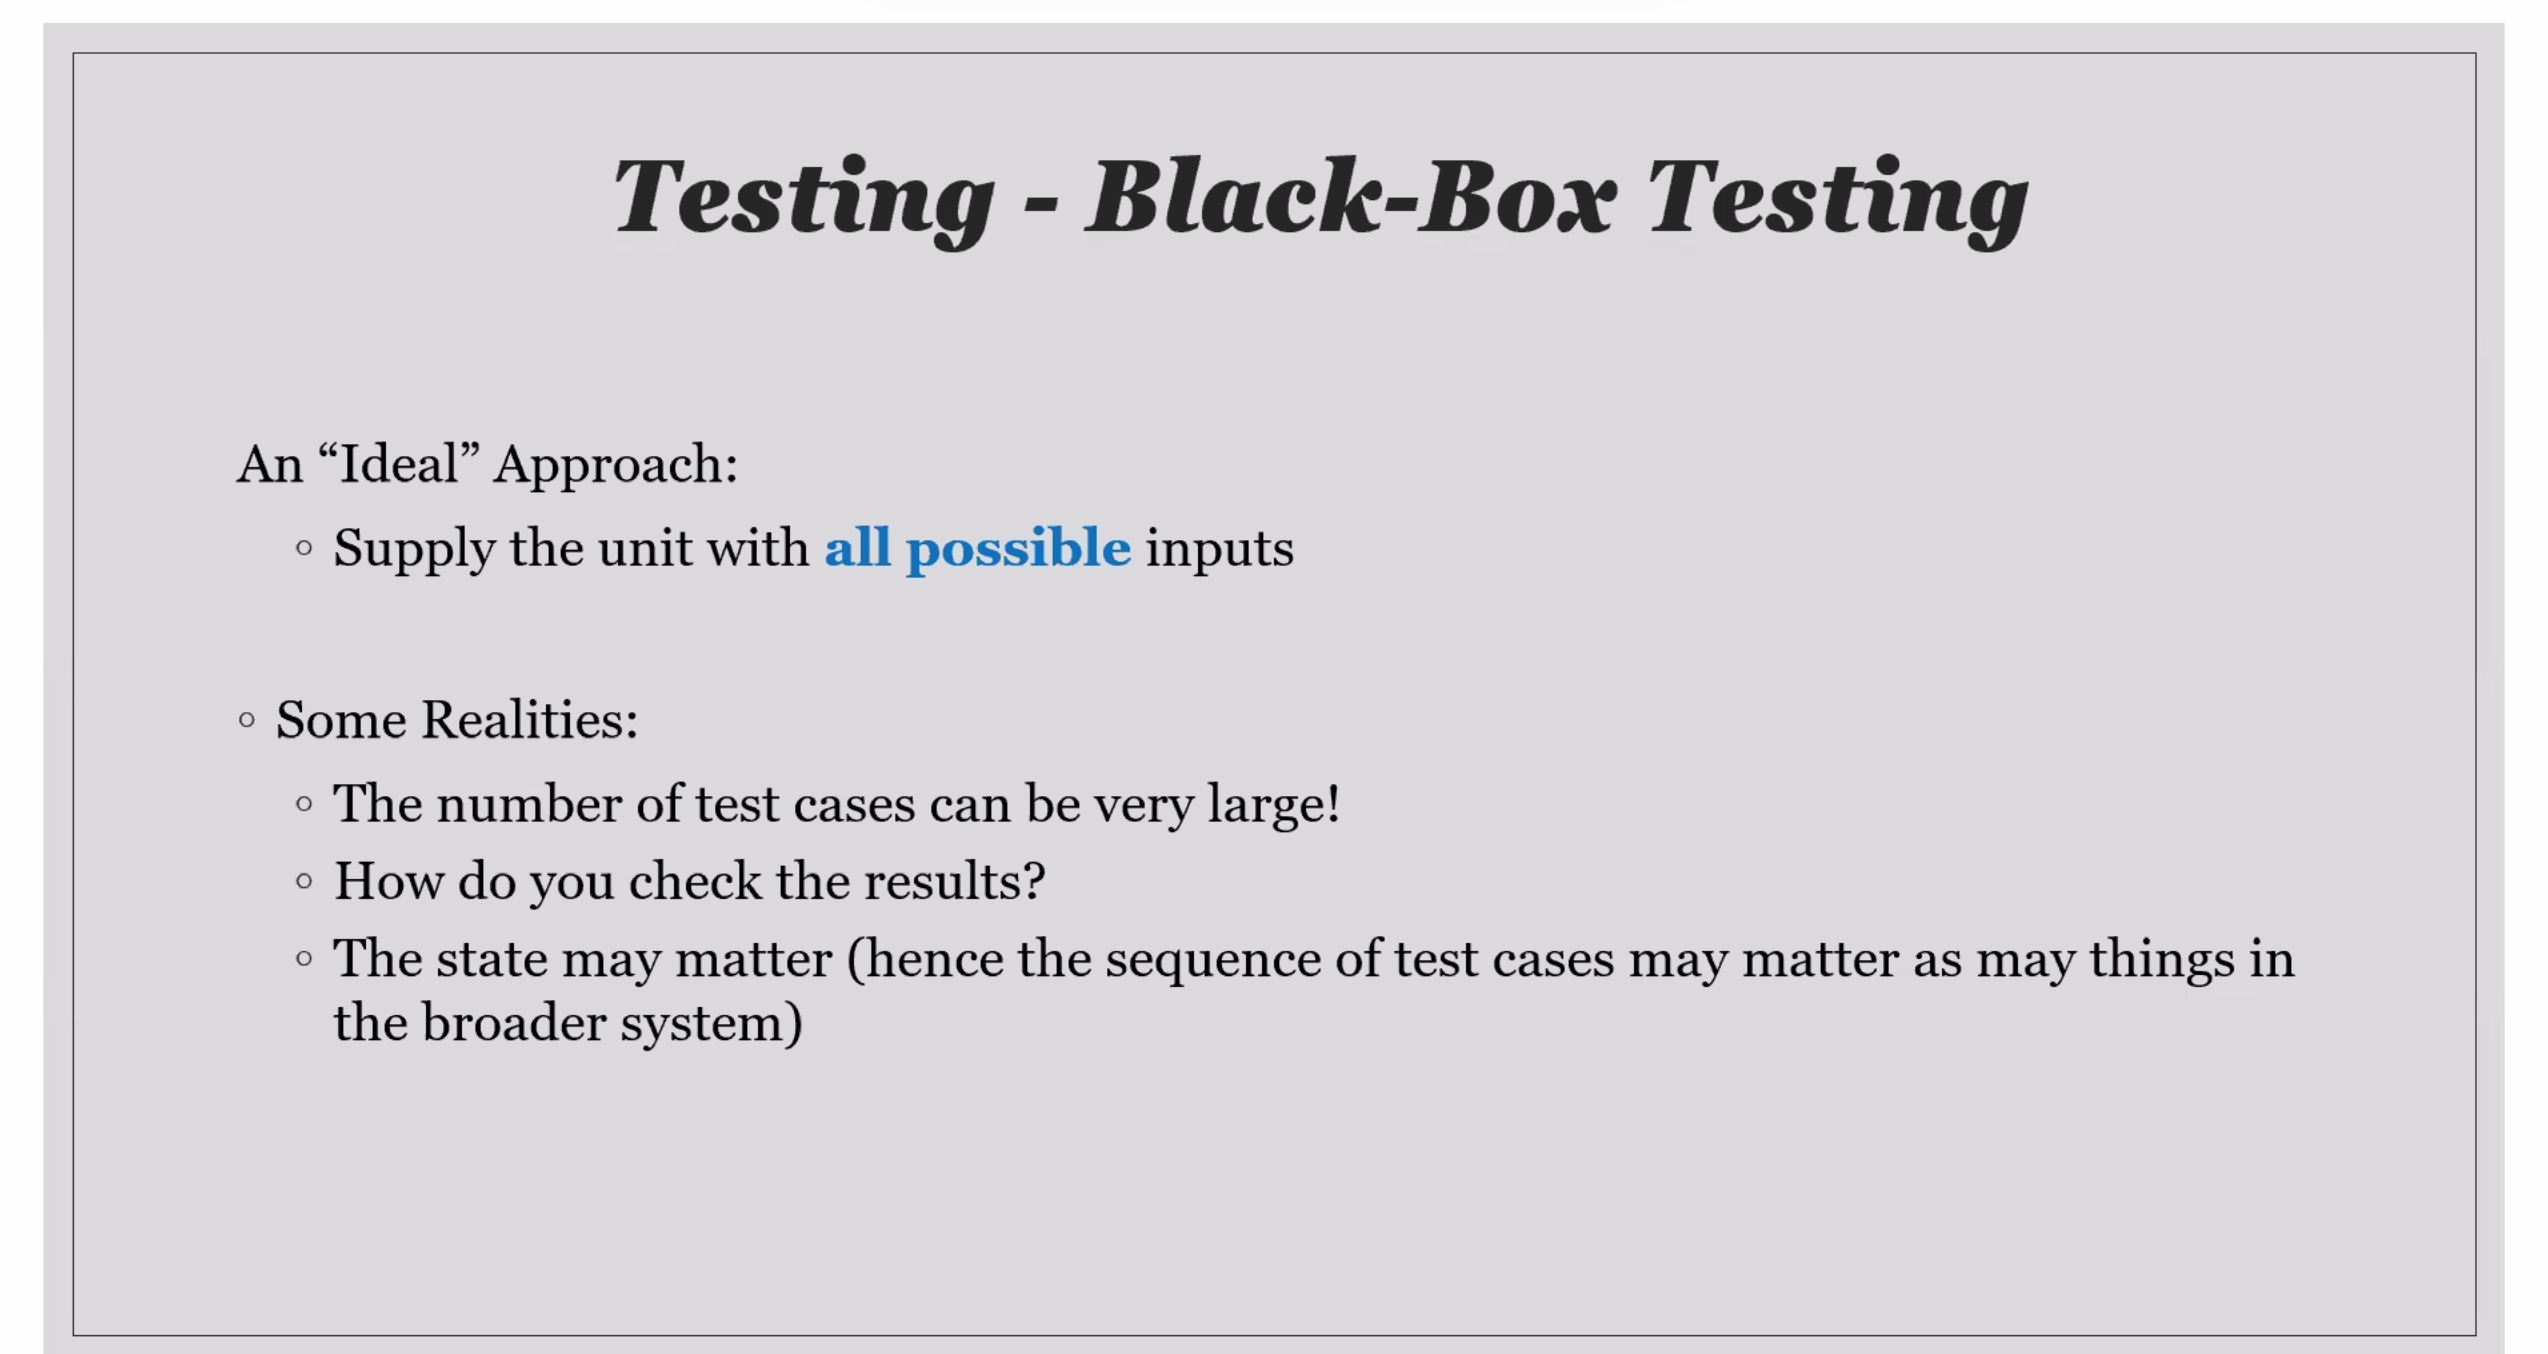 Testing - Black-Box Testing
An “Ideal” Approach:
◦ Supply the unit with all possible inputs
◦ Some Realities:
◦ The number of test cases can be very large!
◦ How do you check the results?
◦ The state may matter (hence the sequence of test cases may matter as may things in
the broader system)